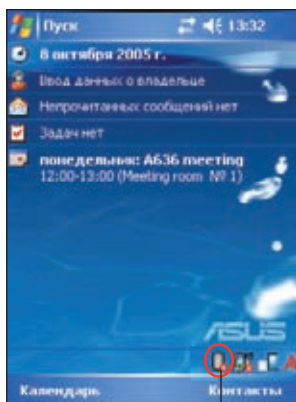 Пуск 13:32
8 октября 2005 г.
Ввод данных о владельце
Непрочитанных сообщений нет
Задач нет
понедельник: A636 meeting
12:00-13:00 (Meeting room № 1)
ASUS
Календарь Контакты